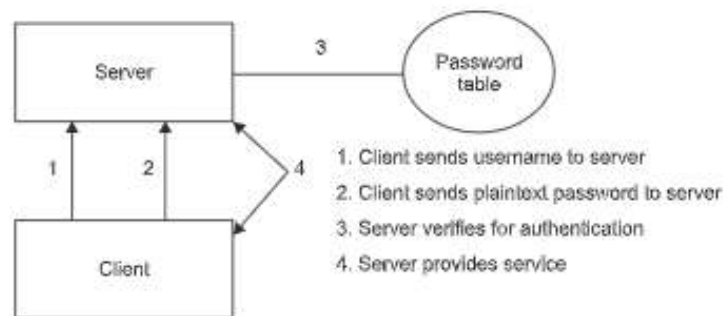 Server
3
Password
table
1
2
4
Client
1. Client sends username to server
2. Client sends plaintext password to server
3. Server verifies for authentication
4. Server provides service